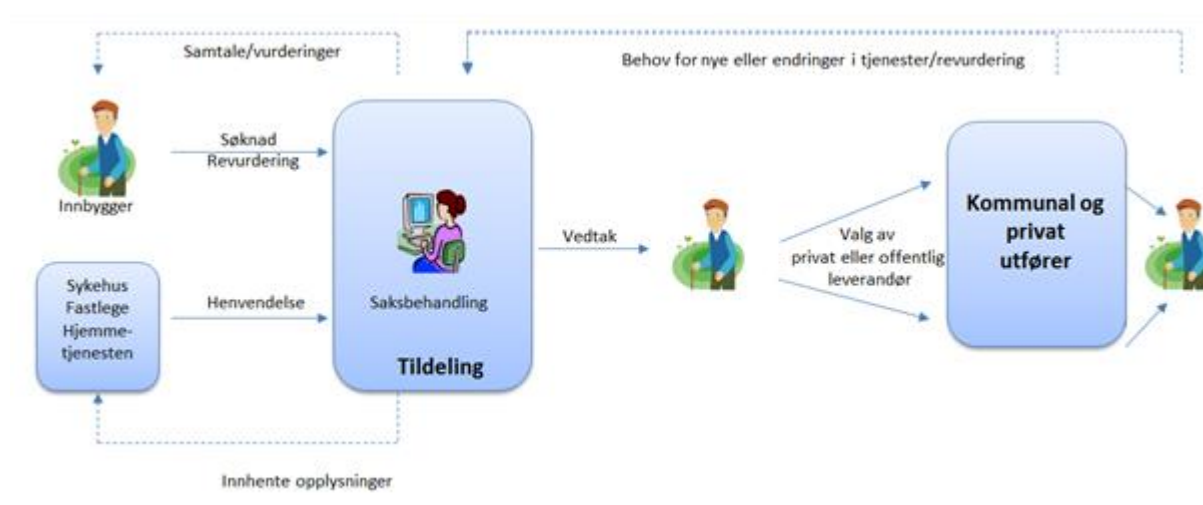 Samtale/vurderinger
Behov for nye eller endringer i tjenester/revurdering
Søknad
Revurdering
Innbygger
Sykehus
Fastlege
Hjemme-
tjenesten
Henvendelse
Saksbehandling
Tildeling
Vedtak
Valg av
privat eller offentlig
leverandør
Kommunal og
privat
utfører
Innhente opplysninger